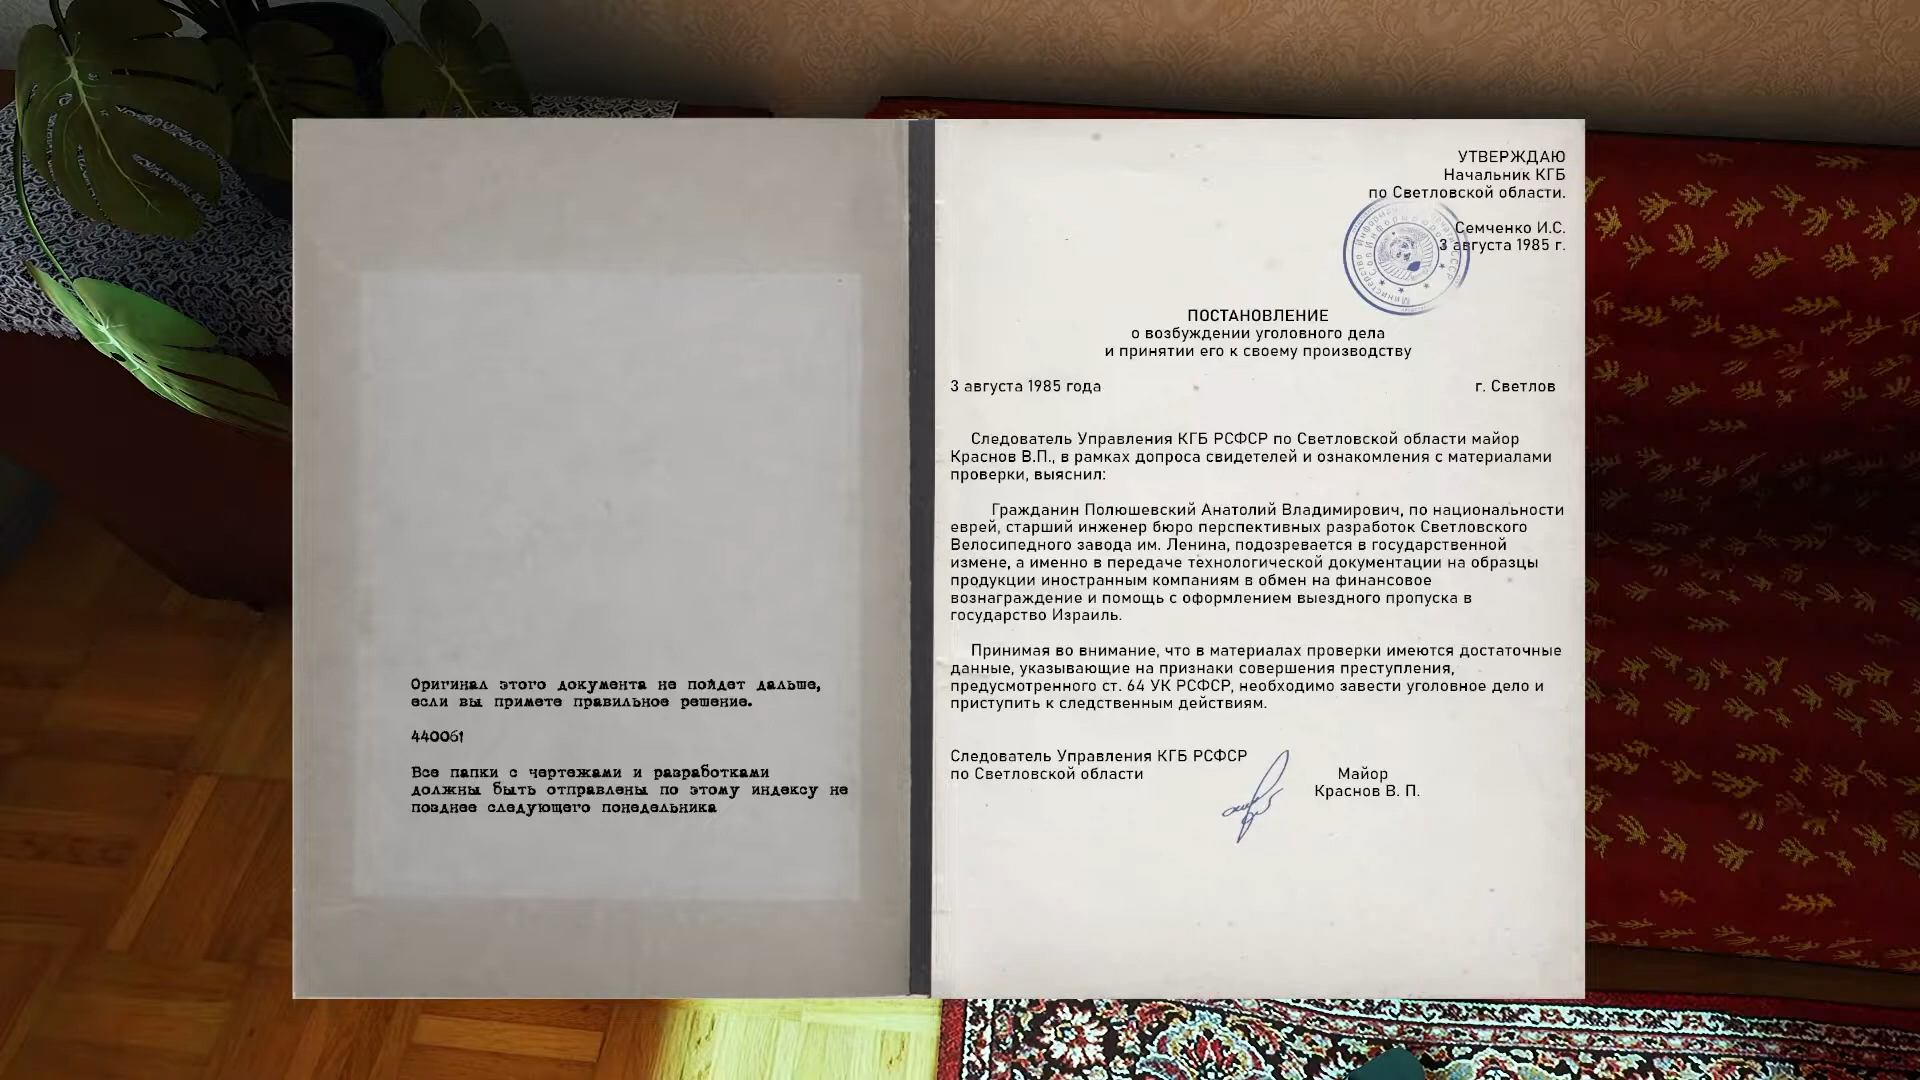 Оригинал этого документа не пойдет дальше,
если вы примете правильное решение.
440061
Все папки с чертежами и разработками
должны быть отправлены по этому индексу не
позднее следующего понедельника
УТВЕРЖДАЮ
Начальник КГБ
по Светловской области.
Семченко И.С.
3 августа 1985 г.
ПОСТАНОВЛЕНИЕ
о возбуждении уголовного дела
и принятии его к своему производству
3 августа 1985 года
г. Светлов
Следователь Управления КГБ РСФСР по Светловской области майор
Краснов В.П., в рамках допроса свидетелей и ознакомления с материалами
проверки, выяснил:
Гражданин Полюшевский Анатолий Владимирович, по национальности
еврей, старший инженер бюро перспективных разработок Светловского
Велосипедного завода им. Ленина, подозревается в государственной
измене, а именно в передаче технологической документации на образцы
продукции иностранным компаниям в обмен на финансовое
вознаграждение и помощь с оформлением выездного пропуска в
государство Израиль.
Принимая во внимание, что в материалах проверки имеются достаточные
данные, указывающие на признаки совершения преступления,
предусмотренного ст. 64 УК РСФСР, необходимо завести уголовное дело и
приступить к следственным действиям.
Следователь Управления КГБ РСФСР
по Светловской области
Майор
Краснов В. П.